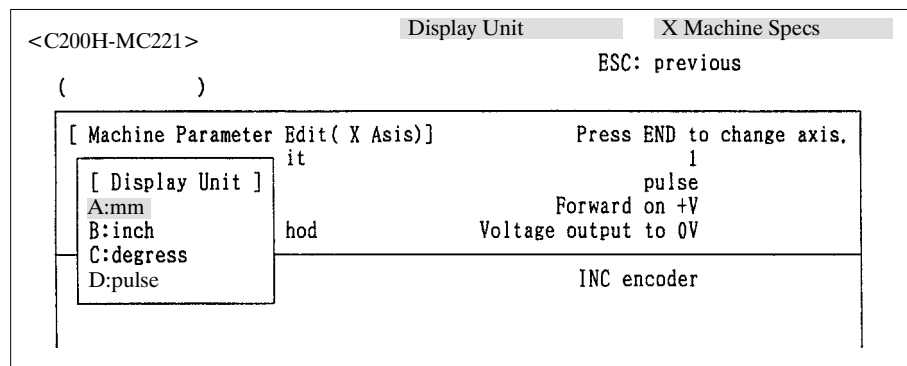 <C200H-MC221> Display Unit X Machine Specs
ESC: previous
( )
[ Machine Parameter Edit( X Asis)] Press END to change axis.
it 1
[ Display Unit ] pulse
A:mm Forward on +V
B:inch hod Voltage output to 0V
C:degress
D:pulse INC encoder